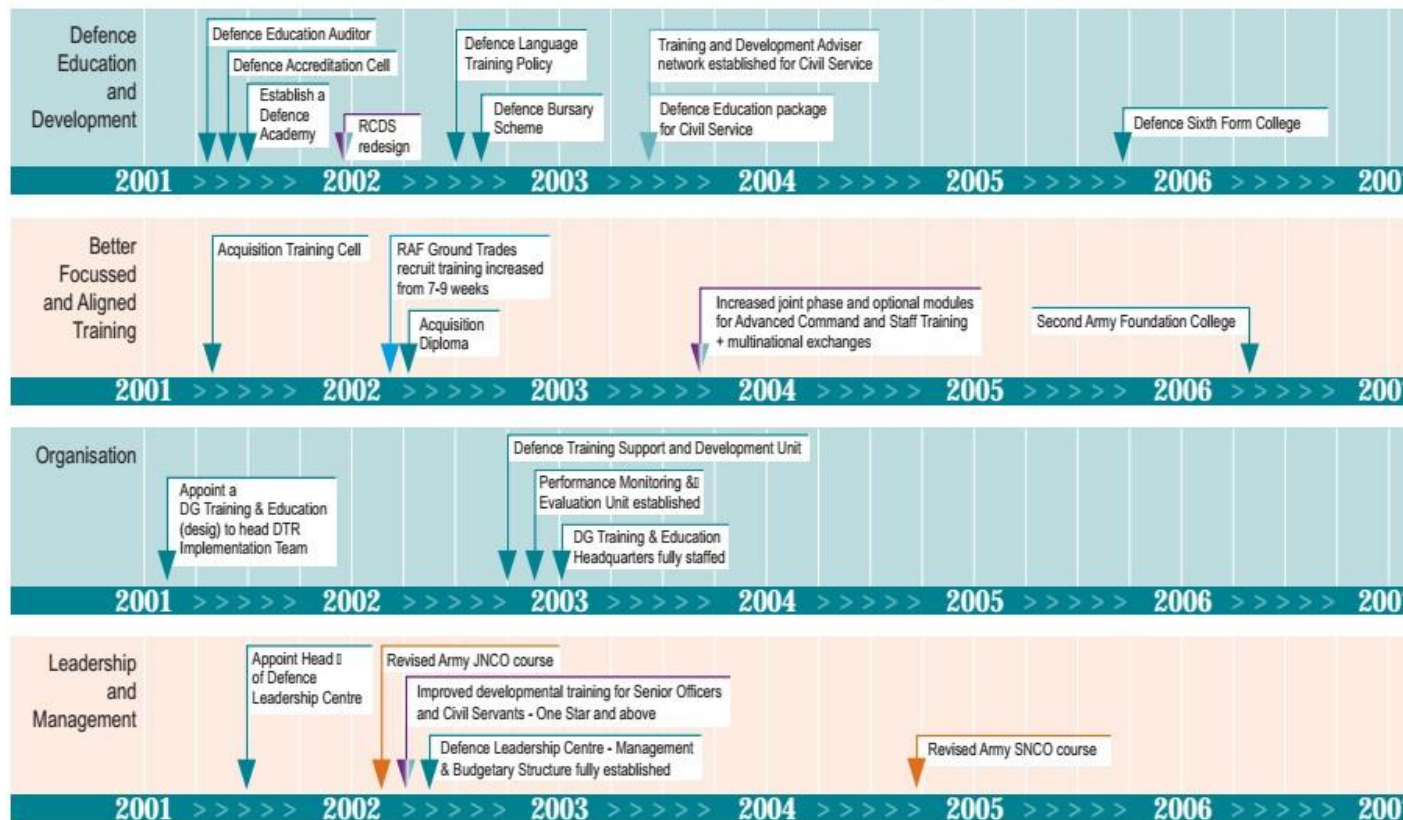 Defence
Education
and
Development
Defence Education Auditor
Defence Accreditation Cell
Establish a
Defence
Academy
RCDS
redesign
Defence Language
Training Policy
Defence Bursary
Scheme
Training and Development Adviser
network established for Civil Service
Defence Education package
for Civil Service
Defence Sixth Form College
2001 > > > > > 2002 > > > > > 2003 > > > > > 2004 > > > > > 2005 > > > > > 2006 > > > > > 200
Better
Focussed
and Aligned
Training
Acquisition Training Cell
RAF Ground Trades
recruit training increased
from 7-9 weeks
Acquisition
Diploma
Increased joint phase and optional modules
for Advanced Command and Staff Training
+ multinational exchanges
Second Army Foundation College
2001 > > > > > 2002 > > > > > 2003 > > > > > 2004 > > > > > 2005 > > > > > 2006 > > > > > 200
Organisation
Appoint a
DG Training & Education
(desig) to head DTR
Implementation Team
Defence Training Support and Development Unit
Performance Monitoring &
Evaluation Unit established
DG Training & Education
Headquarters fully staffed
2001 > > > > > 2002 > > > > > 2003 > > > > > 2004 > > > > > 2005 > > > > > 2006 > > > > > 200
Leadership
and
Management
Appoint Head
of Defence
Leadership Centre
Revised Army JNCO course
Improved developmental training for Senior Officers
and Civil Servants - One Star and above
Defence Leadership Centre - Management
& Budgetary Structure fully established
Revised Army SNCO course
2001 > > > > > 2002 > > > > > 2003 > > > > > 2004 > > > > > 2005 > > > > > 2006 > > > > > 200